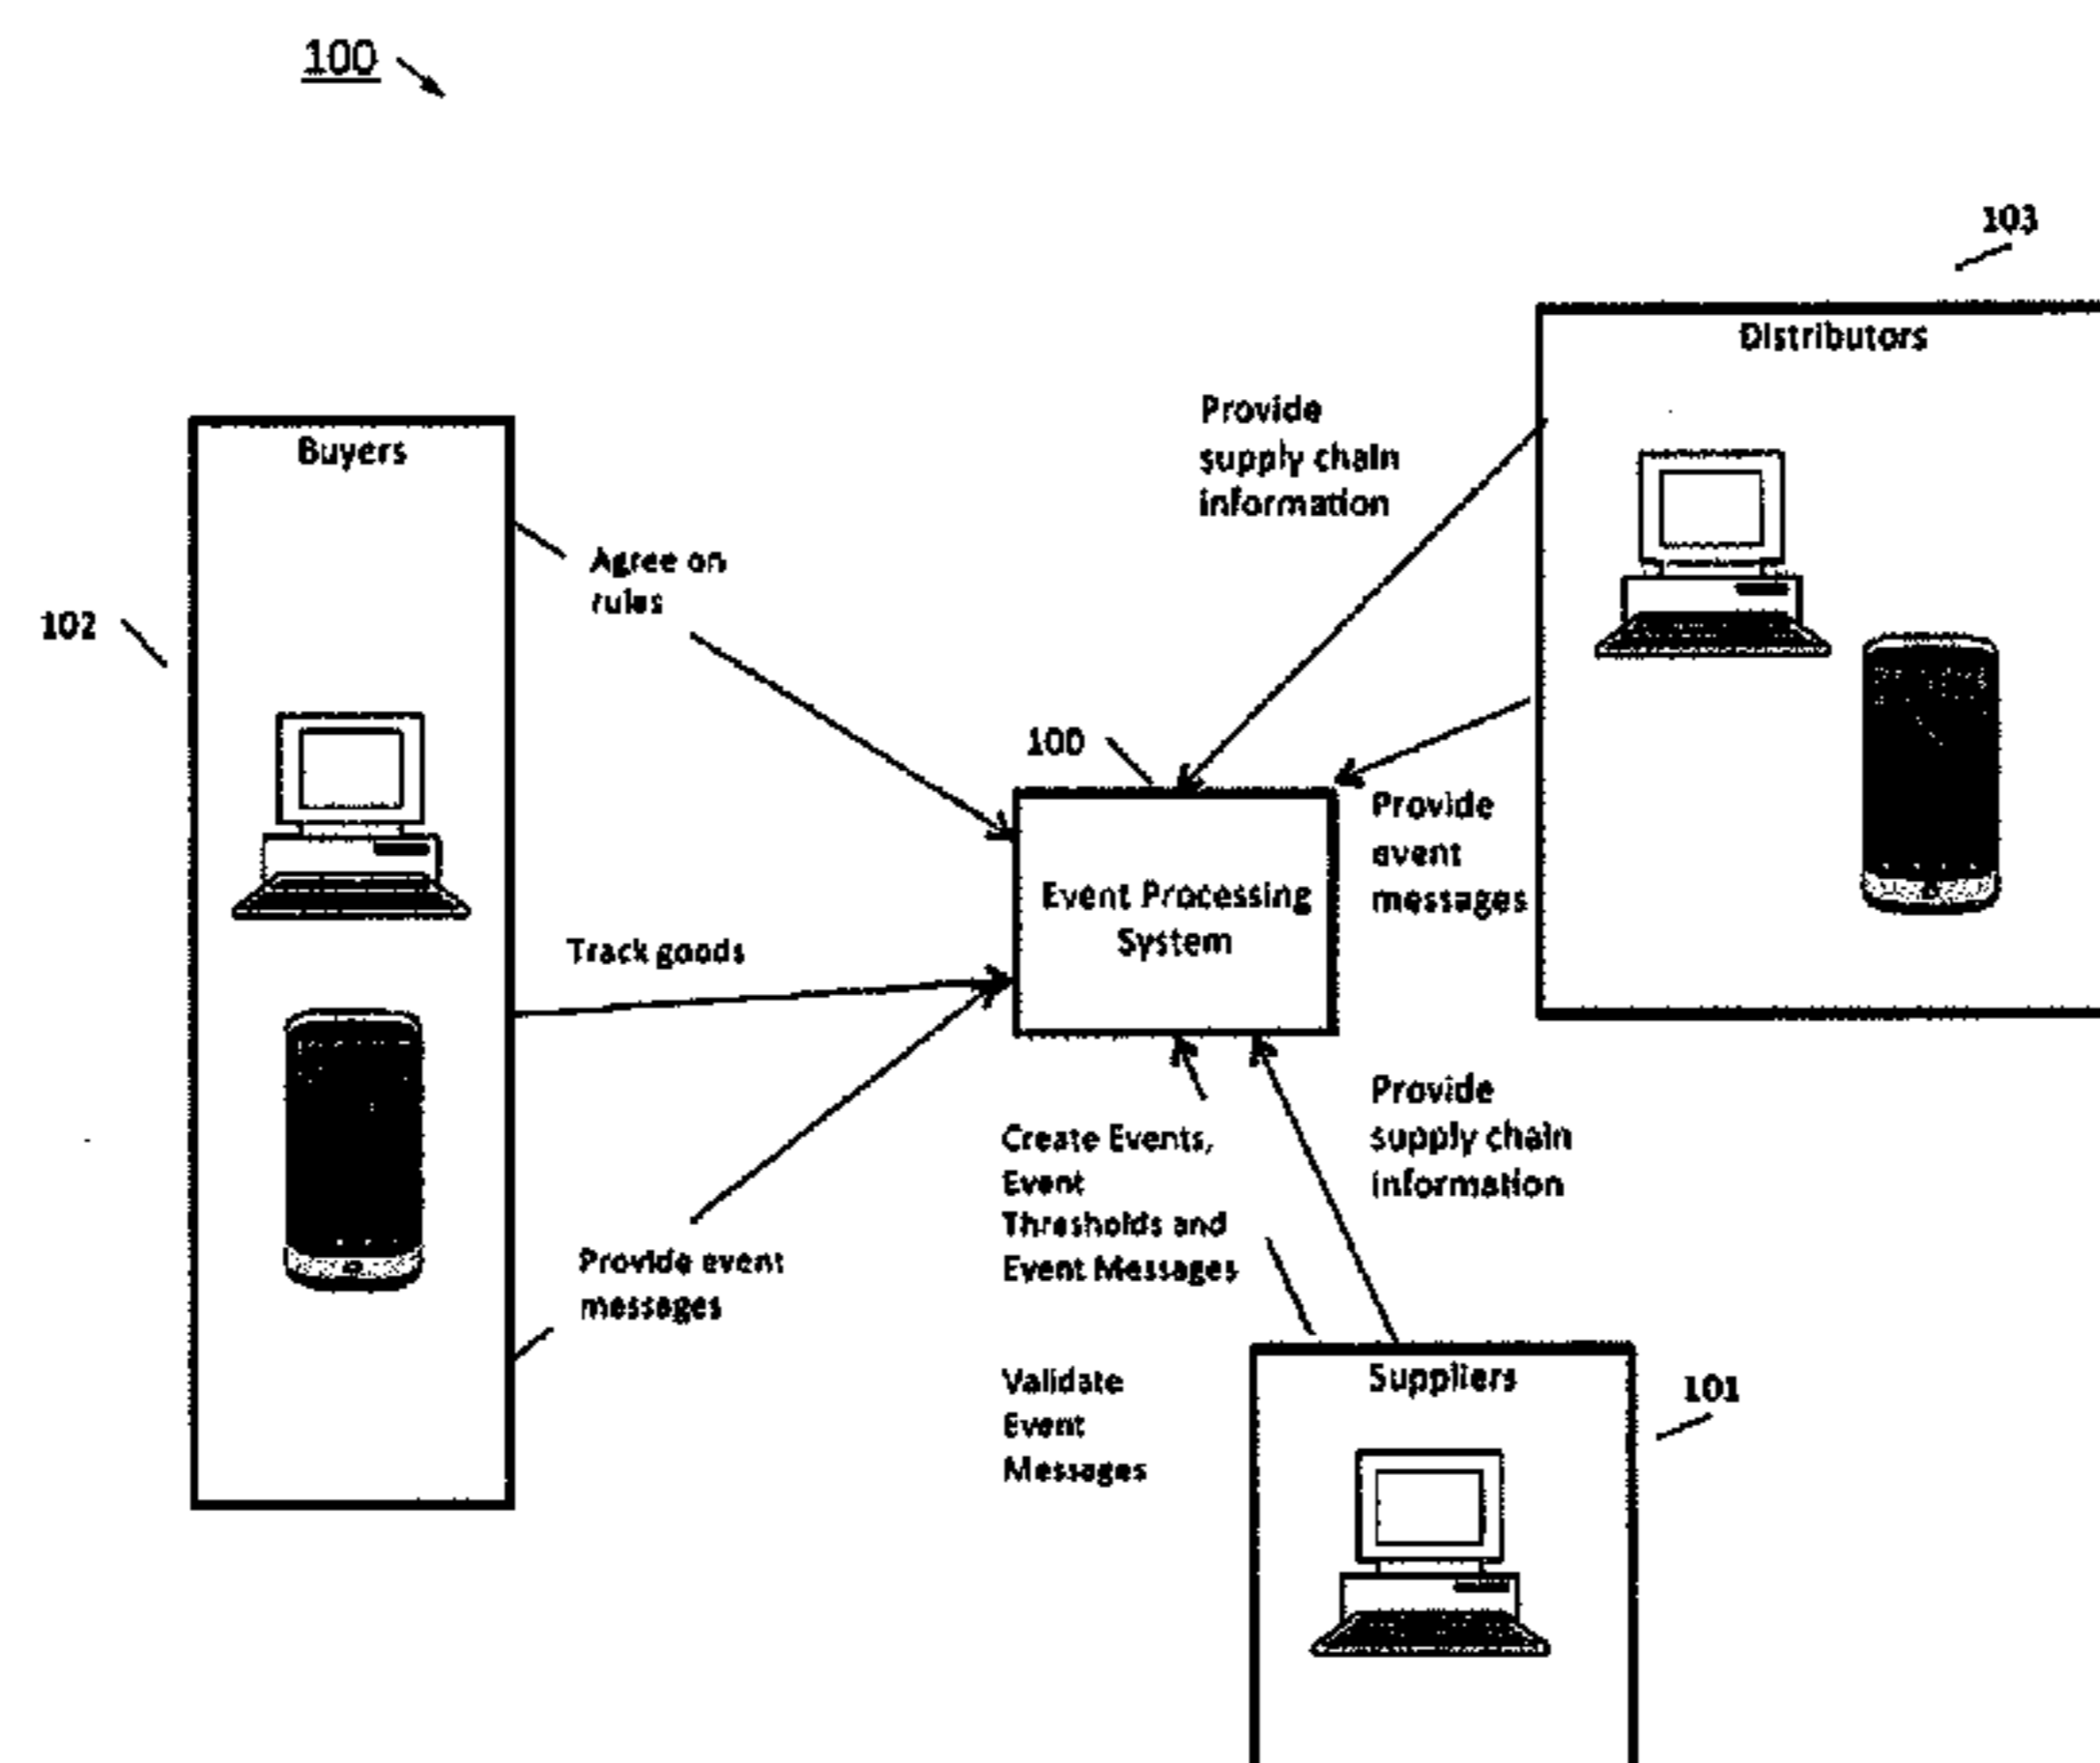 100
103
Distributors
Provide
supply chain
information
Buyers
Agree on
rules
102
100
Provide
event
messages
Event Processing
System
Track goods
Provide
supply chain
information
Create Events,
Event
Thresholds and
Event Messages
Provide event
messages
Validate
Event
Messages
Suppliers
101